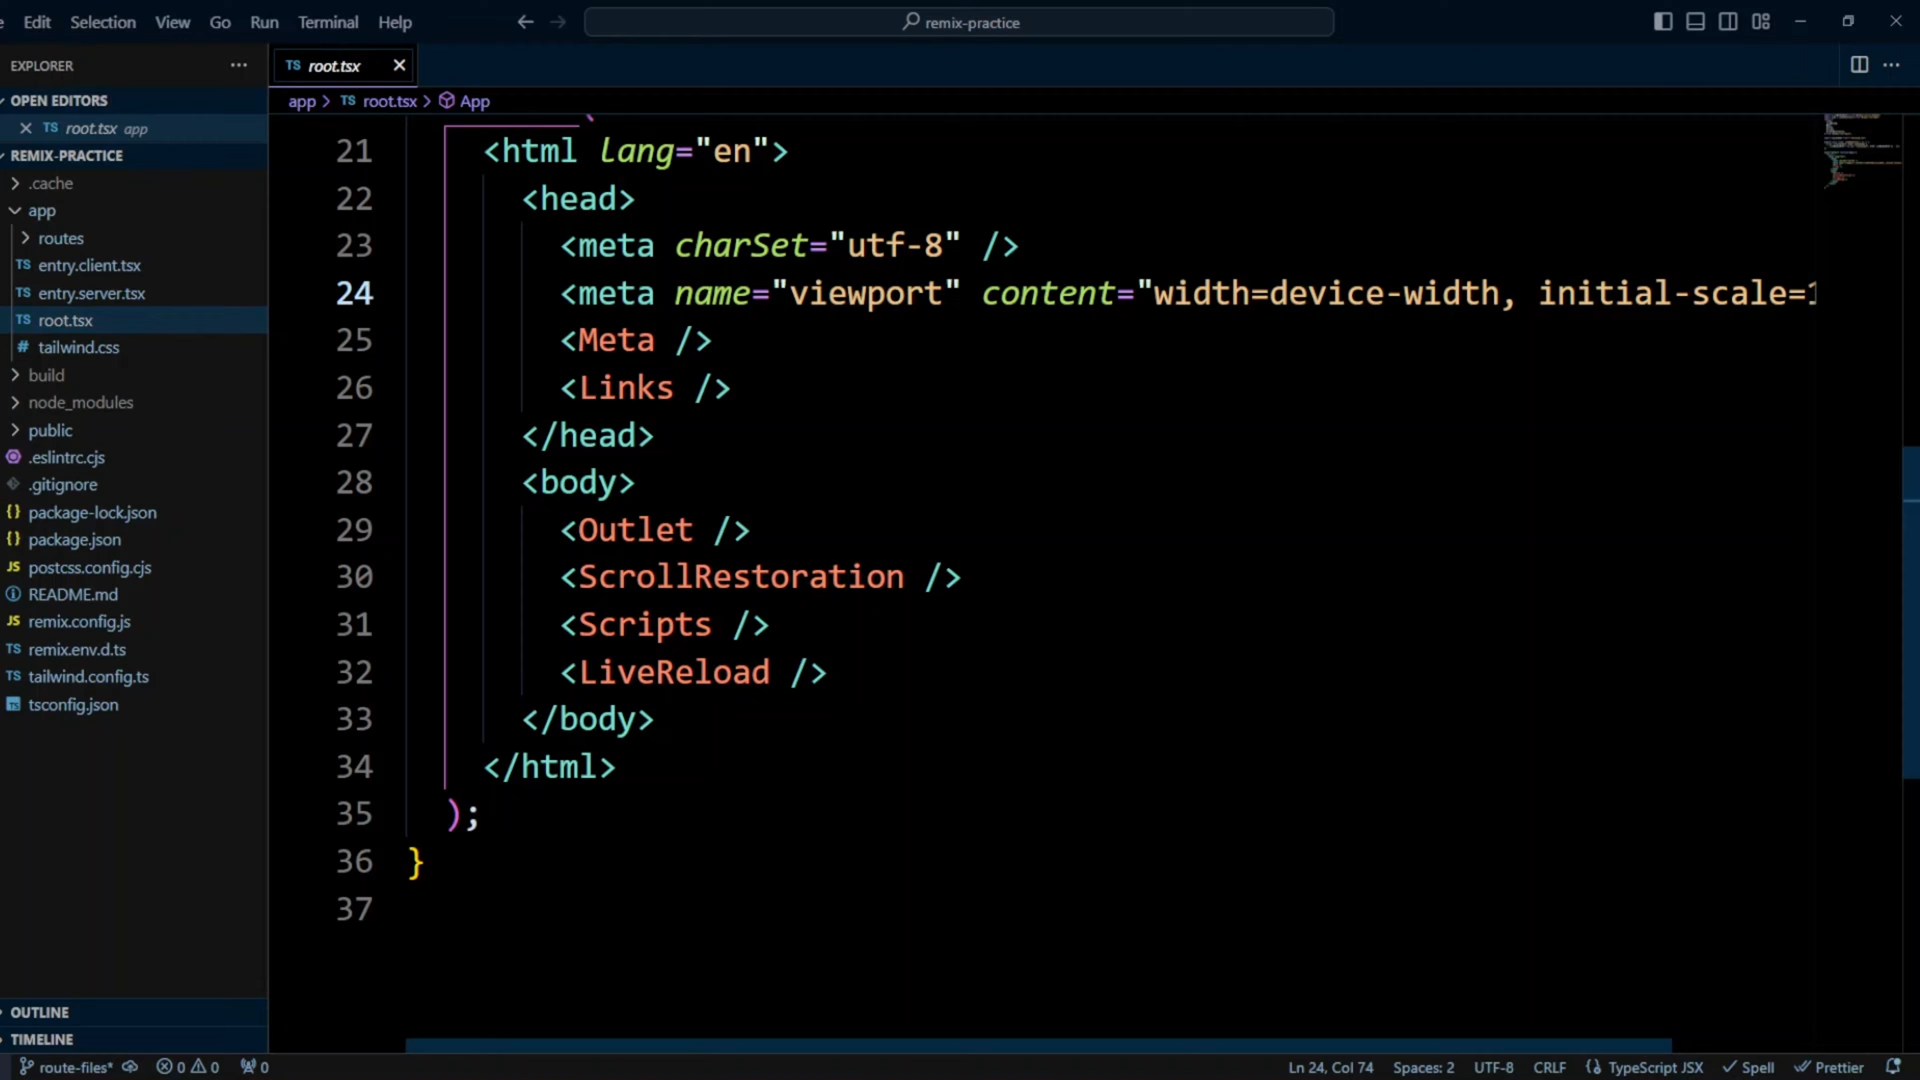 Edit Selection View Go Run Terminal Help
remix-practice
EXPLORER
OPEN EDITORS
TS root.tsx app
REMIX-PRACTICE
.cache
app
routes
TS entry.client.tsx
TS entry.server.tsx
TS root.tsx
# tailwind.css
build
node_modules
public
.eslintrc.cjs
.gitignore
{} package-lock.json
{} package.json
JS postcss.config.cjs
README.md
JS remix.config.js
TS remix.env.d.ts
TS tailwind.config.ts
tsconfig.json
OUTLINE
TIMELINE
TS root.tsx
app > TS root.tsx > App
21 <html lang="en">
22 <head>
23 <meta charSet="utf-8" />
24 <meta name="viewport" content="width=device-width, initial-scale=1
25 <Meta />
26 <Links />
27 </head>
28 <body>
29 <Outlet />
30 <ScrollRestoration />
31 <Scripts />
32 <LiveReload />
33 </body>
34 </html>
35 );
36 }
37
route-files* 0 0 0 Ln 24, Col 74 Spaces: 2 UTF-8 CRLF {} TypeScript JSX Spell Prettier